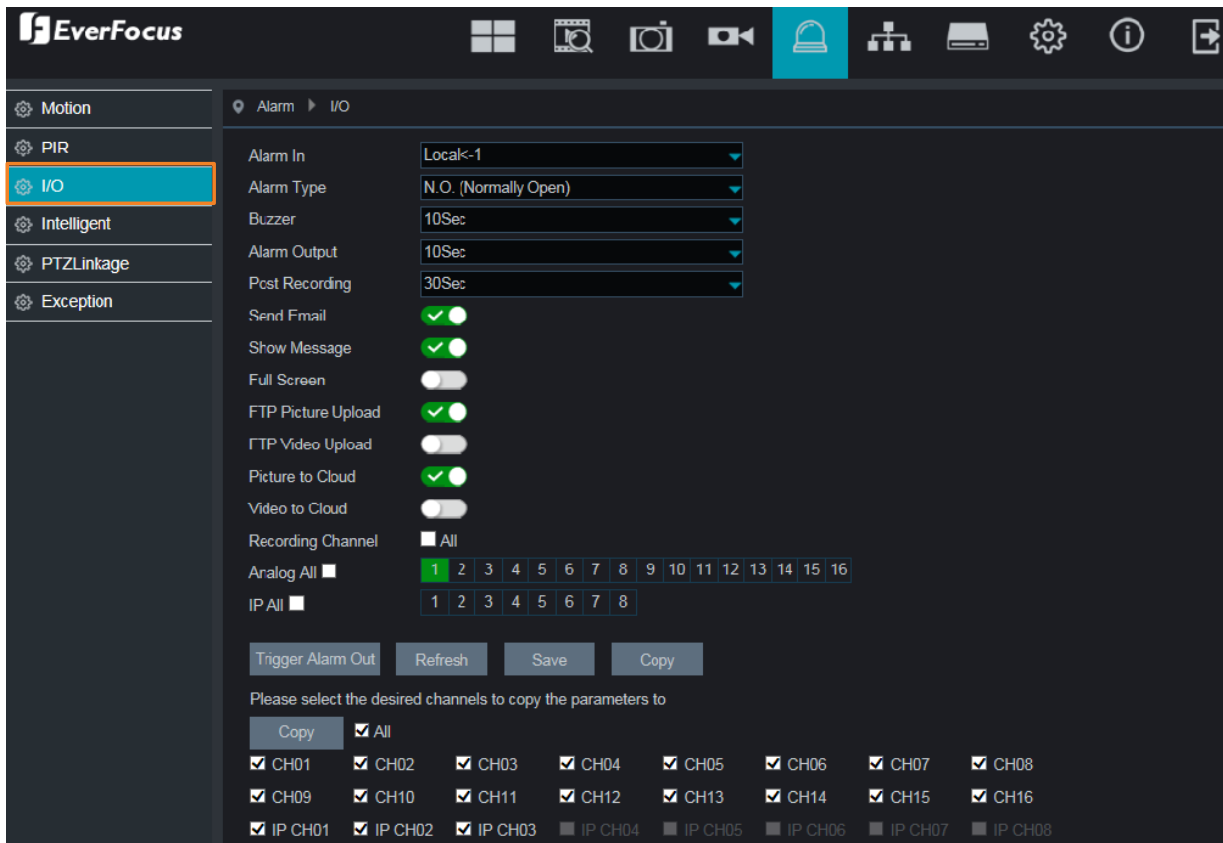 EverFocus
Motion
PIR
I/O
Intelligent
PTZLinkage
Exception
Alarm I/O
Alarm In Local<-1
Alarm Type N.O. (Normally Open)
Buzzer 10Sec
Alarm Output 10Sec
Post Recording 30Sec
Send Email
Show Message
Full Screen
FTP Picture Upload
FTP Video Upload
Picture to Cloud
Video to Cloud
Recording Channel All
Analog All 1 2 3 4 5 6 7 8 9 10 11 12 13 14 15 16
IP All 1 2 3 4 5 6 7 8
Trigger Alarm Out Refresh Save Copy
Please select the desired channels to copy the parameters to
Copy All
CH01 CH02 CH03 CH04 CH05 CH06 CH07 CH08
CH09 CH10 CH11 CH12 CH13 CH14 CH15 CH16
IP CH01 IP CH02 IP CH03 IP CH04 IP CH05 IP CH06 IP CH07 IP CH08